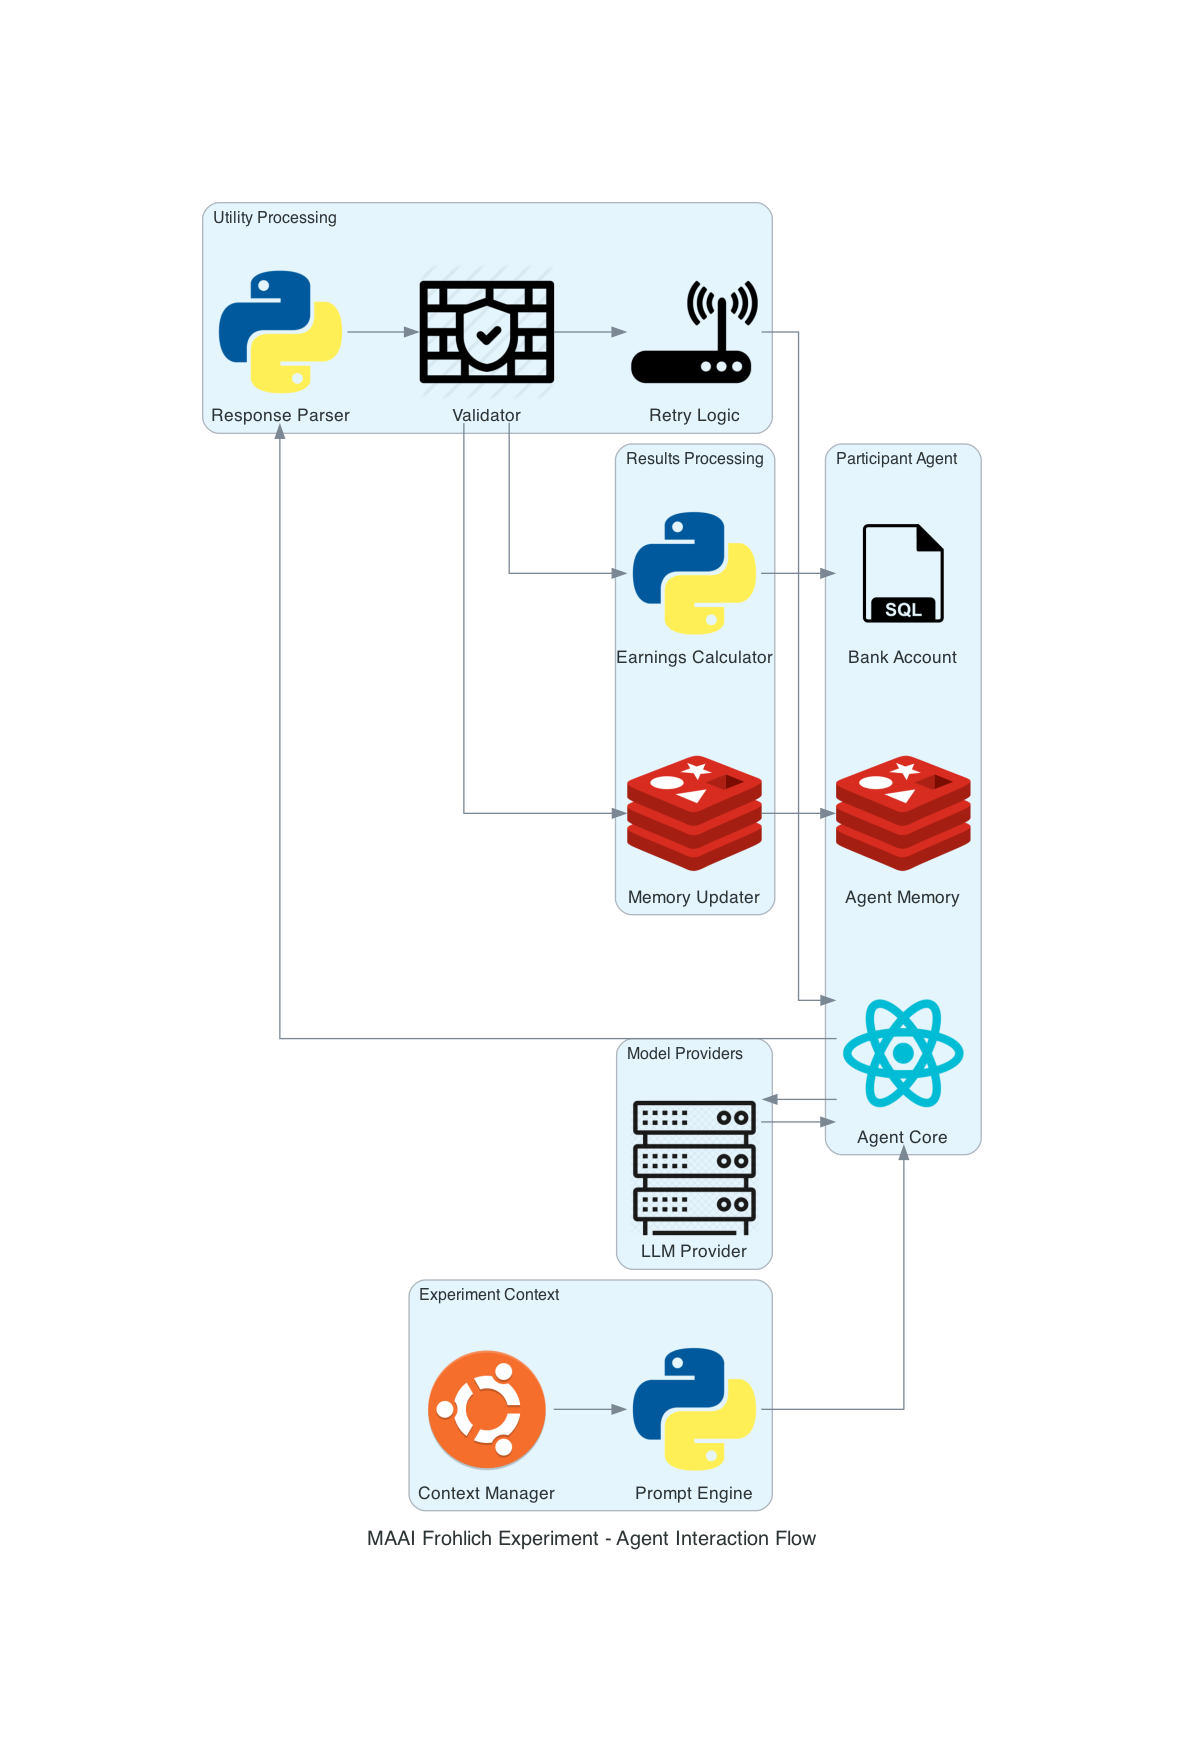 Utility Processing
Response Parser
Validator
Retry Logic
Results Processing
Participant Agent
SQL
Earnings Calculator
Bank Account
Memory Updater
Agent Memory
Model Providers
Agent Core
LLM Provider
Experiment Context
Context Manager
Prompt Engine
MAAI Frohlich Experiment - Agent Interaction Flow